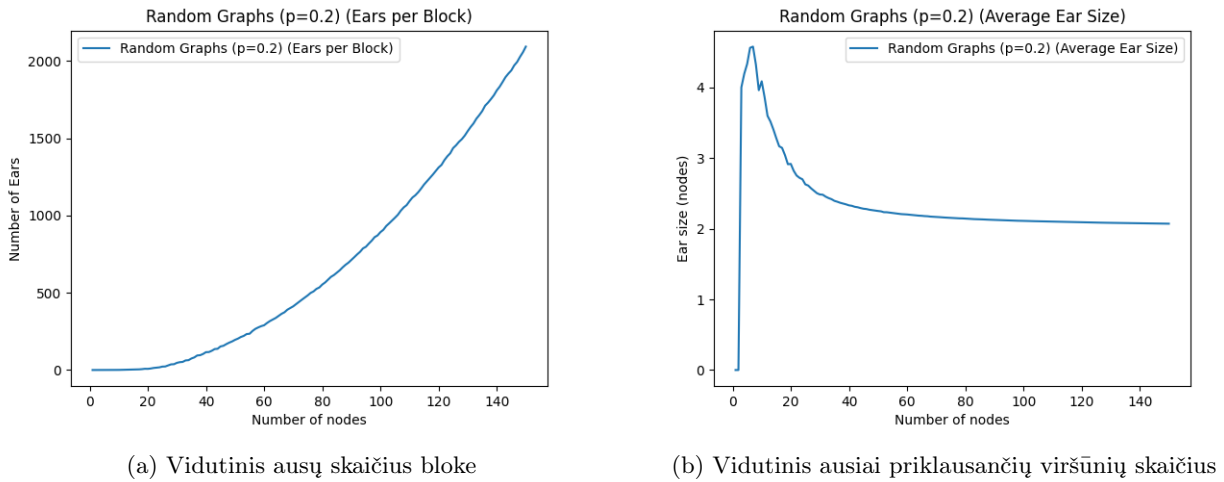 Random Graphs (p=0.2) (Ears per Block)
Random Graphs (p=0.2) (Ears per Block)
2000
1500
1000
500
0
Number of Ears
0 20 40 60 80 100 120 140
Number of nodes
(a) Vidutinis ausų skaičius bloke
Random Graphs (p=0.2) (Average Ear Size)
Random Graphs (p=0.2) (Average Ear Size)
4
3
2
1
0
Ear size (nodes)
0 20 40 60 80 100 120 140
Number of nodes
(b) Vidutinis ausiai priklausančių viršūnių skaičius